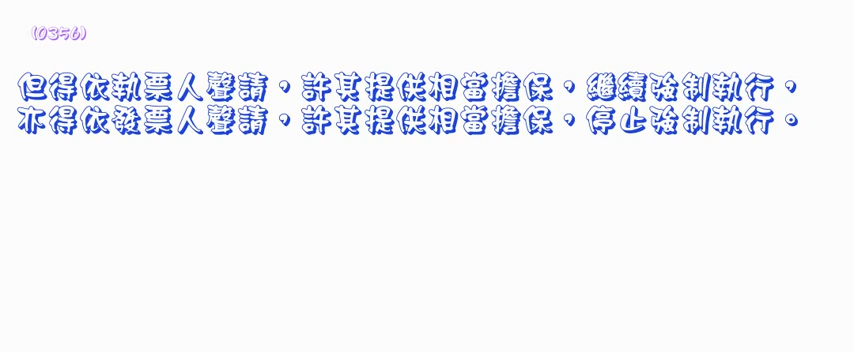 (0356)
但得依執票人聲請，許其提供相當擔保，繼續強制執行，
亦得依發票人聲請，許其提供相當擔保，停止強制執行。